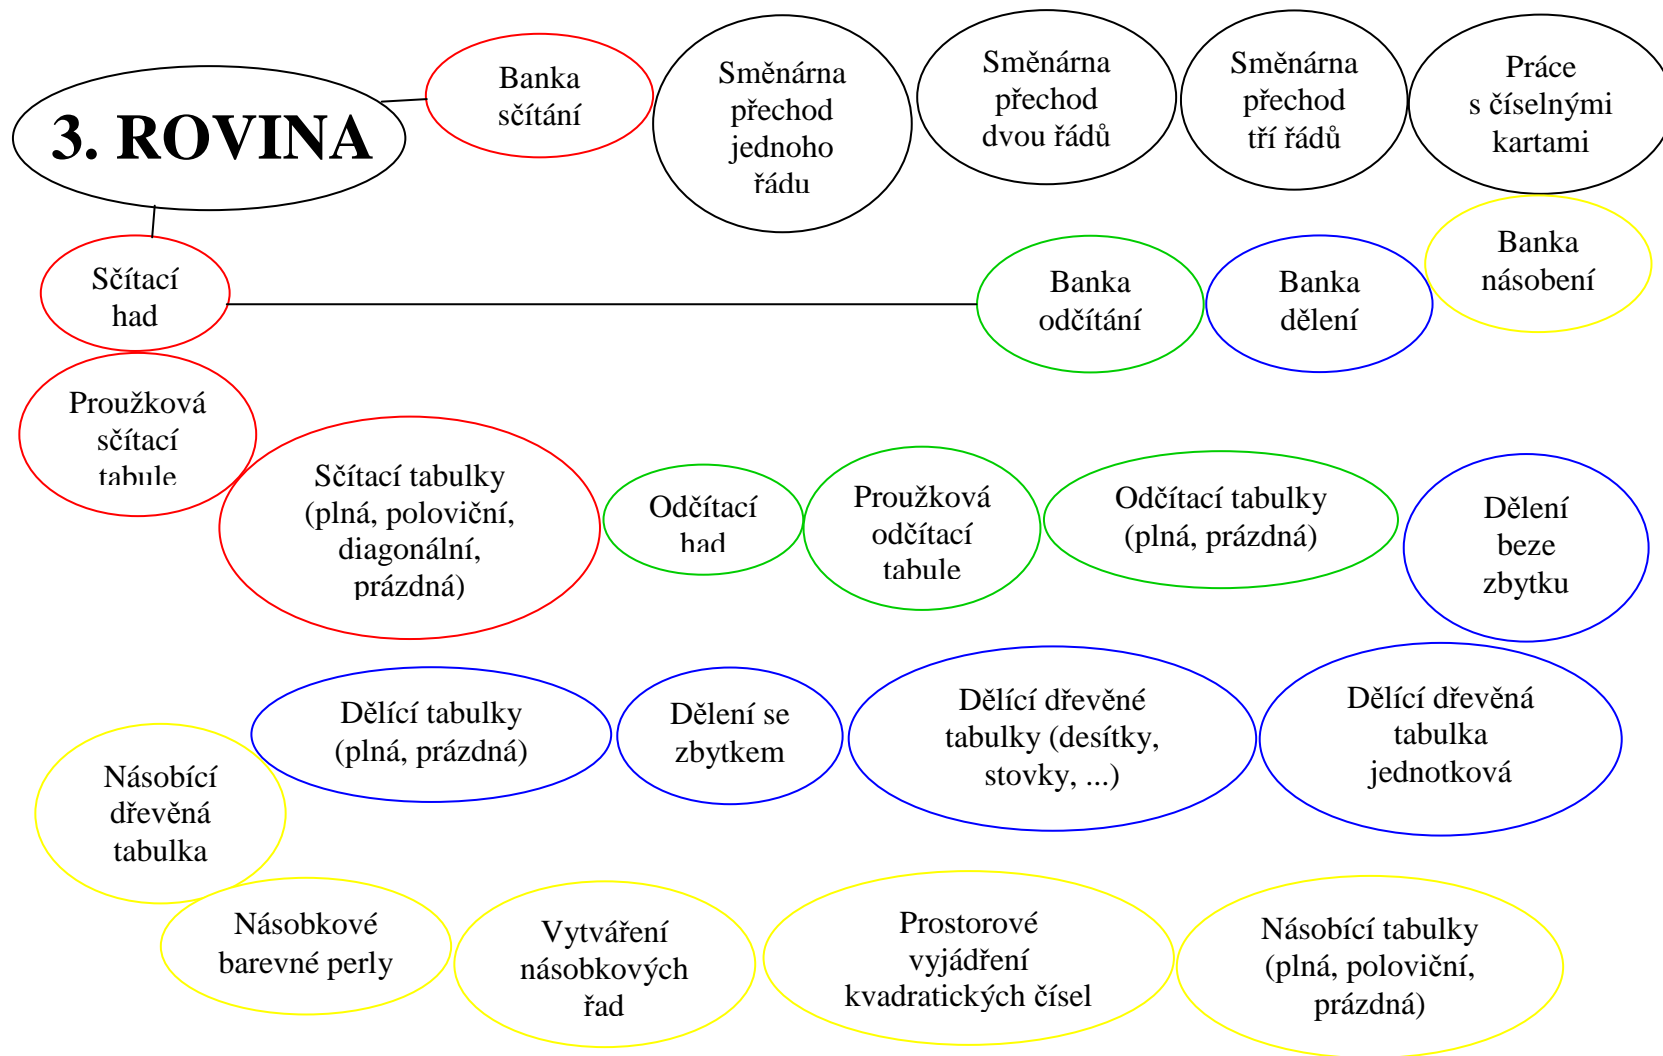 3. ROVINA
Banka
sčítání
Směnárna
přechod
jednoho
řádu
Směnárna
přechod
dvou řádů
Směnárna
přechod
tří řádů
Práce
s číselnými
kartami
Sčítací
had
Banka
odčítání
Banka
dělení
Banka
násobení
Proužková
sčítací
tabule
Sčítací tabulky
(plná, poloviční,
diagonální,
prázdná)
Odčítací
had
Proužková
odčítací
tabule
Odčítací tabulky
(plná, prázdná)
Dělení
beze
zbytku
Dělící tabulky
(plná, prázdná)
Dělení se
zbytkem
Dělící dřevěné
tabulky (desítky,
stovky, ...)
Dělící dřevěná
tabulka
jednotková
Násobící
dřevěná
tabulka
Násobkové
barevné perly
Vytváření
násobkových
řad
Prostorové
vyjádření
kvadratických čísel
Násobící tabulky
(plná, poloviční,
prázdná)